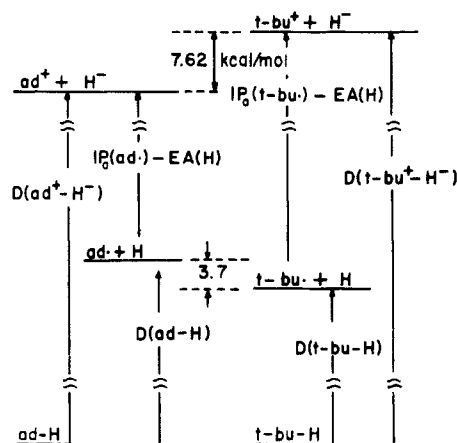 t-bu⁺ + H⁻
7.62 kcal/mol
ad⁺ + H⁻
IPₐ(t-bu·) – EA(H)
IPₐ(ad·) – EA(H)
D(ad⁺-H⁻)
D(t-bu⁺-H⁻)
ad· + H
3.7
t-bu· + H
D(ad-H)
D(t-bu-H)
ad-H
t-bu-H